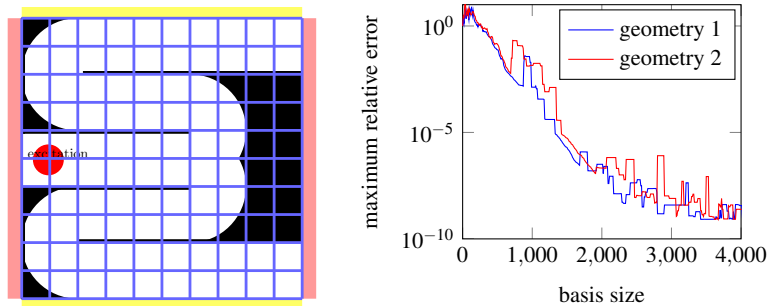 excitation
maximum relative error
10^0
10^−5
10^−10
geometry 1
geometry 2
0
1,000
2,000
3,000
4,000
basis size